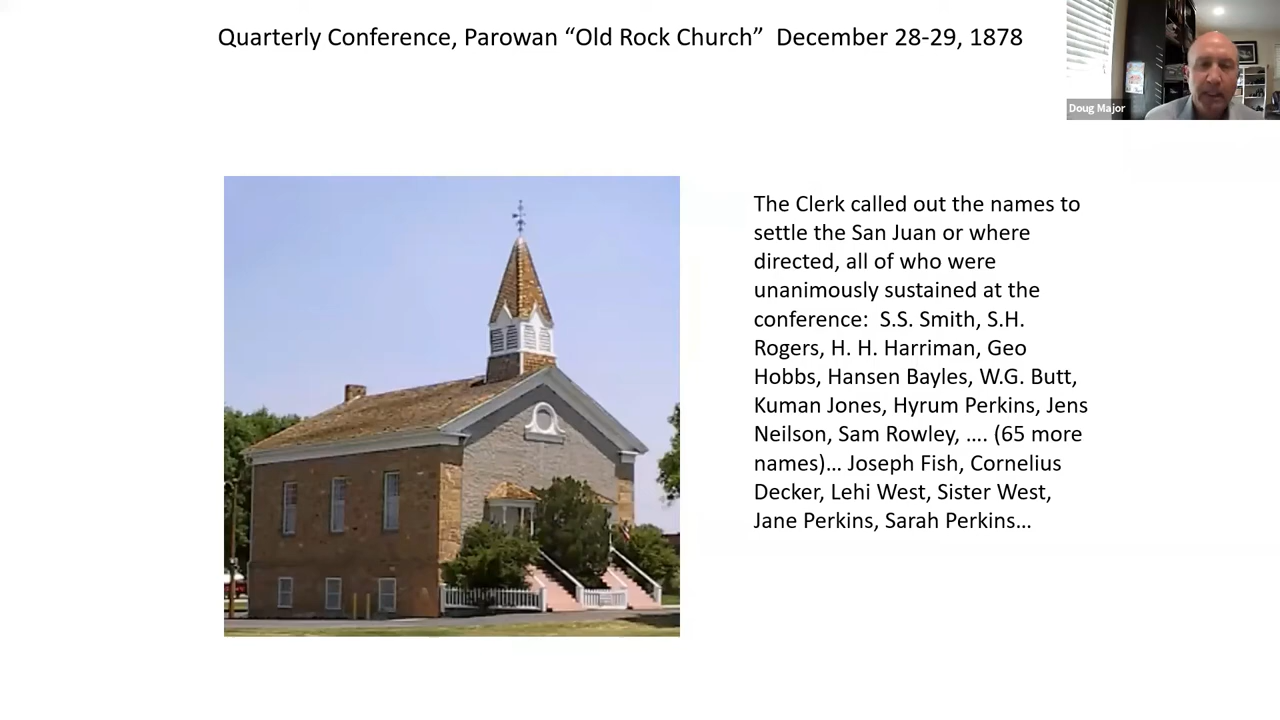 Quarterly Conference, Parowan “Old Rock Church”  December 28-29, 1878
Doug Major
The Clerk called out the names to
settle the San Juan or where
directed, all of who were
unanimously sustained at the
conference:  S.S. Smith, S.H.
Rogers, H. H. Harriman, Geo
Hobbs, Hansen Bayles, W.G. Butt,
Kuman Jones, Hyrum Perkins, Jens
Neilson, Sam Rowley, …. (65 more
names)… Joseph Fish, Cornelius
Decker, Lehi West, Sister West,
Jane Perkins, Sarah Perkins…